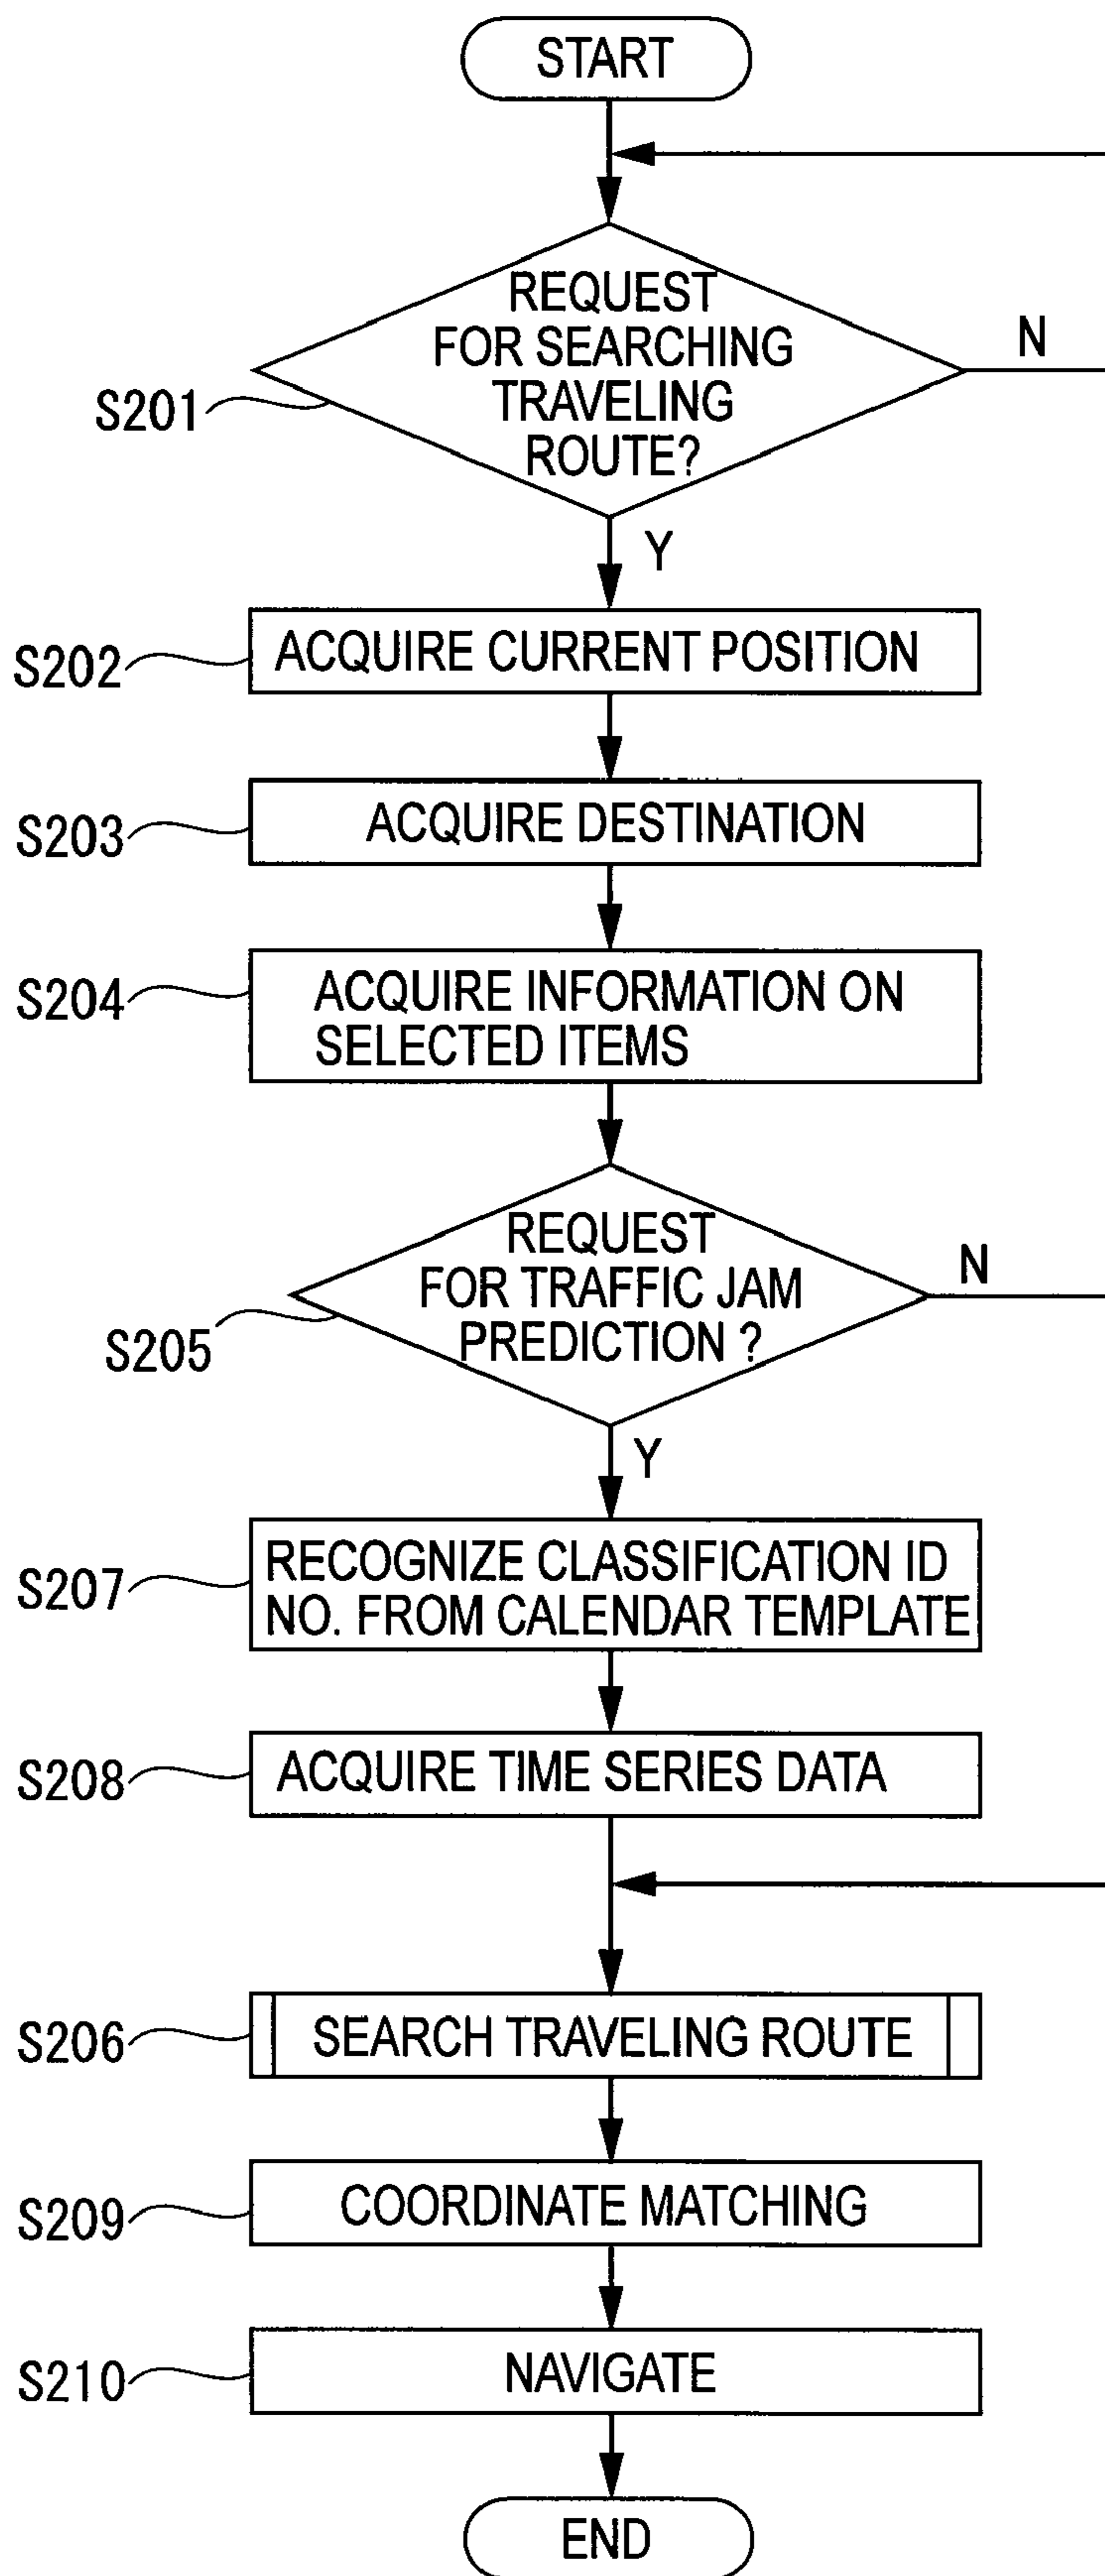 START
REQUEST
FOR SEARCHING
TRAVELING
ROUTE?
N
S201
Y
S202
ACQUIRE CURRENT POSITION
S203
ACQUIRE DESTINATION
S204
ACQUIRE INFORMATION ON
SELECTED ITEMS
REQUEST
FOR TRAFFIC JAM
PREDICTION ?
N
S205
Y
S207
RECOGNIZE CLASSIFICATION ID
NO. FROM CALENDAR TEMPLATE
S208
ACQUIRE TIME SERIES DATA
S206
SEARCH TRAVELING ROUTE
S209
COORDINATE MATCHING
S210
NAVIGATE
END